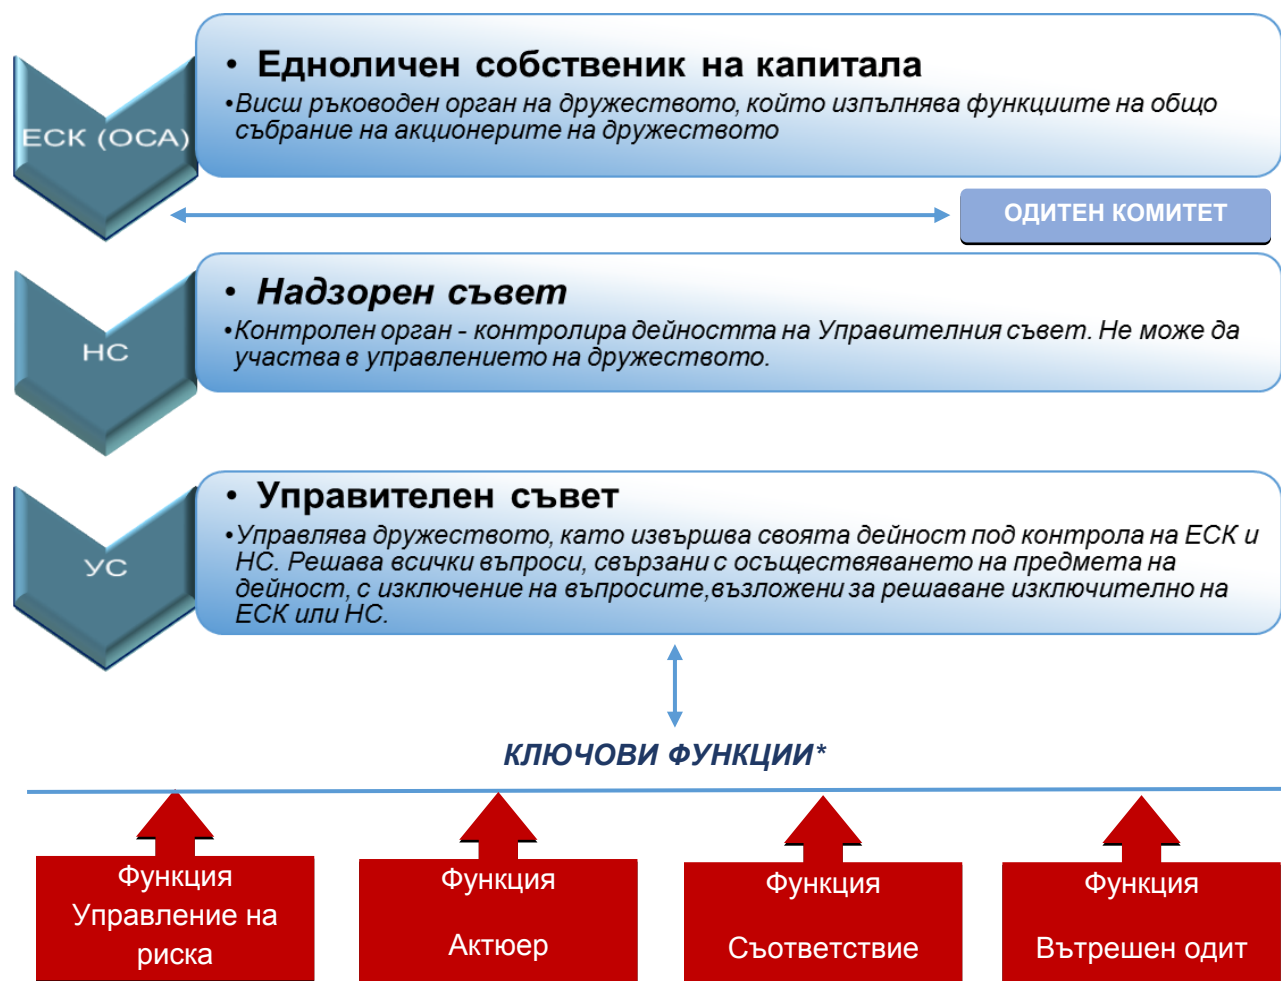 • Едноличен собственик на капитала
•Висш ръководен орган на дружеството, който изпълнява функциите на общо
събрание на акционерите на дружеството
ЕСК (ОСА)
ОДИТЕН КОМИТЕТ
• Надзорен съвет
•Контролен орган - контролира дейността на Управителния съвет. Не може да
участва в управлението на дружеството.
НС
• Управителен съвет
•Управлява дружеството, като извършва своята дейност под контрола на ЕСК и
НС. Решава всички въпроси, свързани с осъществяването на предмета на
дейност, с изключение на въпросите,възложени за решаване изключително на
ЕСК или НС.
УС
КЛЮЧОВИ ФУНКЦИИ*
Функция
Управление на
риска
Функция
Актюер
Функция
Съответствие
Функция
Вътрешен одит